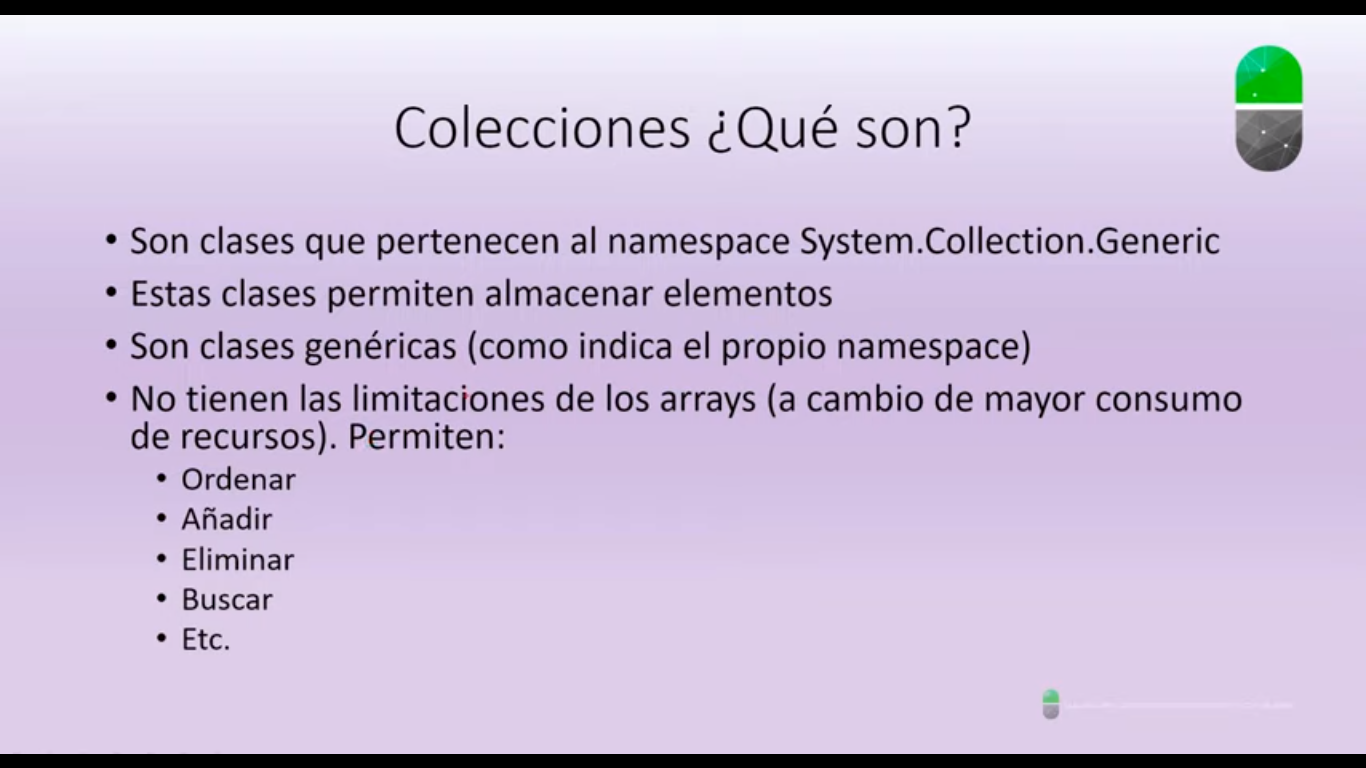 Colecciones ¿Qué son?
• Son clases que pertenecen al namespace System.Collection.Generic
• Estas clases permiten almacenar elementos
• Son clases genéricas (como indica el propio namespace)
• No tienen las limitaciones de los arrays (a cambio de mayor consumo
de recursos). Permiten:
• Ordenar
• Añadir
• Eliminar
• Buscar
• Etc.